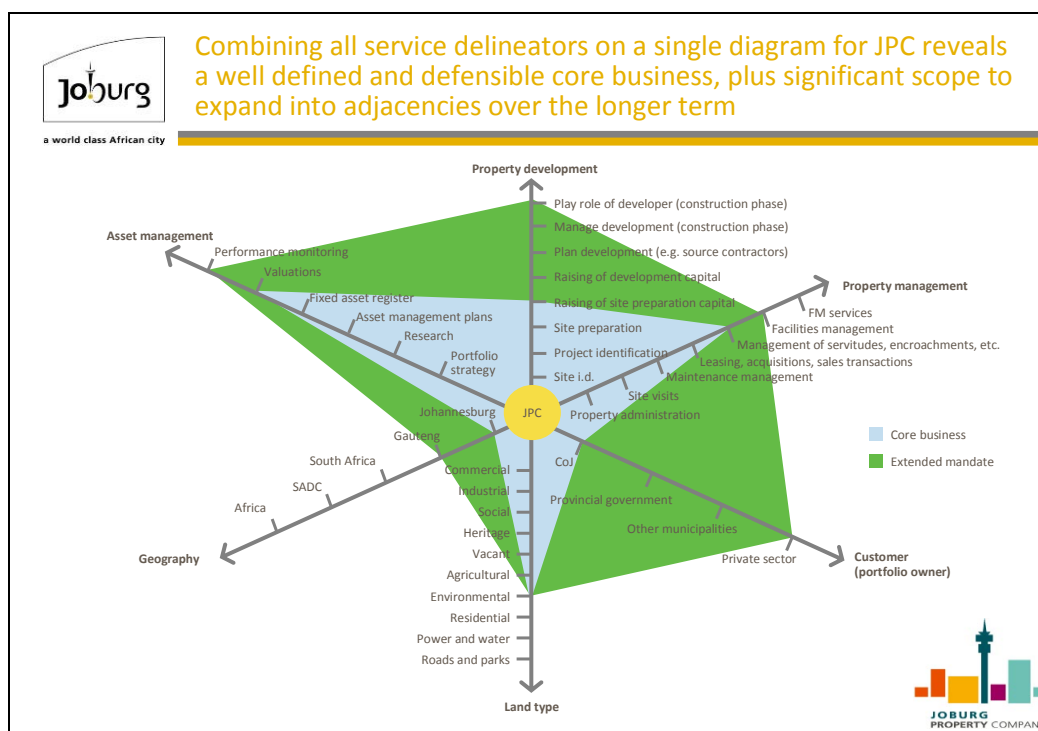 Joburg
a world class African city
Combining all service delineators on a single diagram for JPC reveals
a well defined and defensible core business, plus significant scope to
expand into adjacencies over the longer term
Property development
Play role of developer (construction phase)
Manage development (construction phase)
Plan development (e.g. source contractors)
Raising of development capital
Raising of site preparation capital
Site preparation
Project identification
Site i.d.
Asset management
Performance monitoring
Valuations
Fixed asset register
Asset management plans
Research
Portfolio
strategy
Property management
FM services
Facilities management
Management of servitudes, encroachments, etc.
Leasing, acquisitions, sales transactions
Maintenance management
Site visits
Property administration
JPC
Johannesburg
Gauteng
South Africa
SADC
Africa
Geography
Commercial
Industrial
Social
Heritage
Vacant
Agricultural
Environmental
Residential
Power and water
Roads and parks
Land type
CoJ
Provincial government
Other municipalities
Private sector
Customer
(portfolio owner)
Core business
Extended mandate
JOBURG
PROPERTY COMPAN